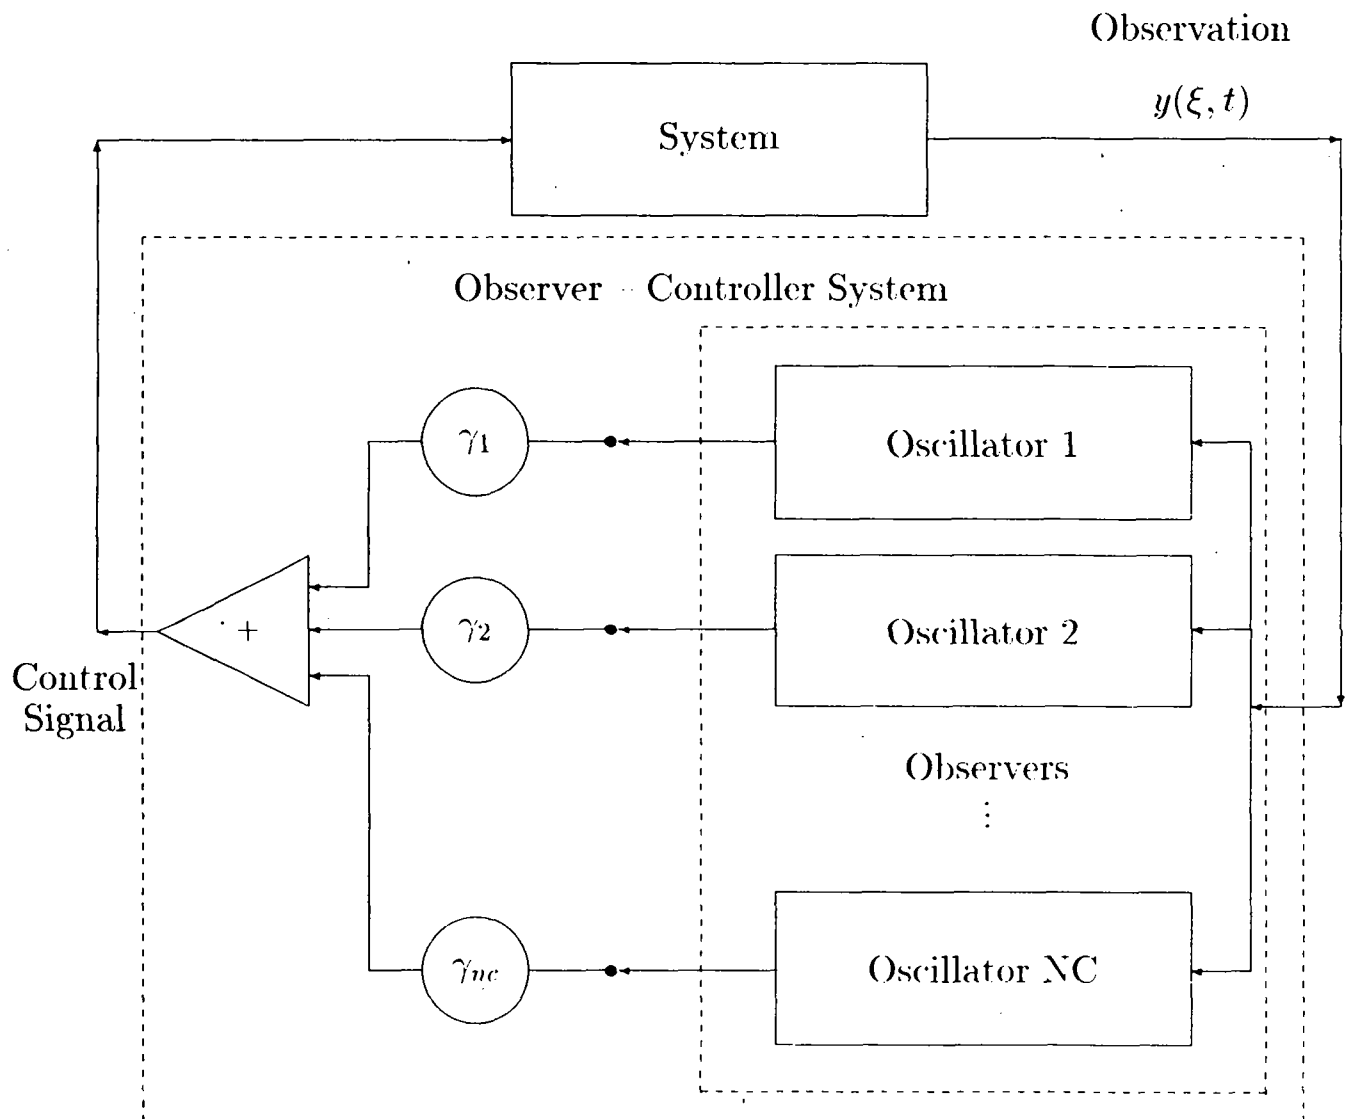 Observation
y(ξ, t)
System
Observer - Controller System
γ1
Oscillator 1
γ2
Oscillator 2
+
Control
Signal
Observers
⋮
γnc
Oscillator NC